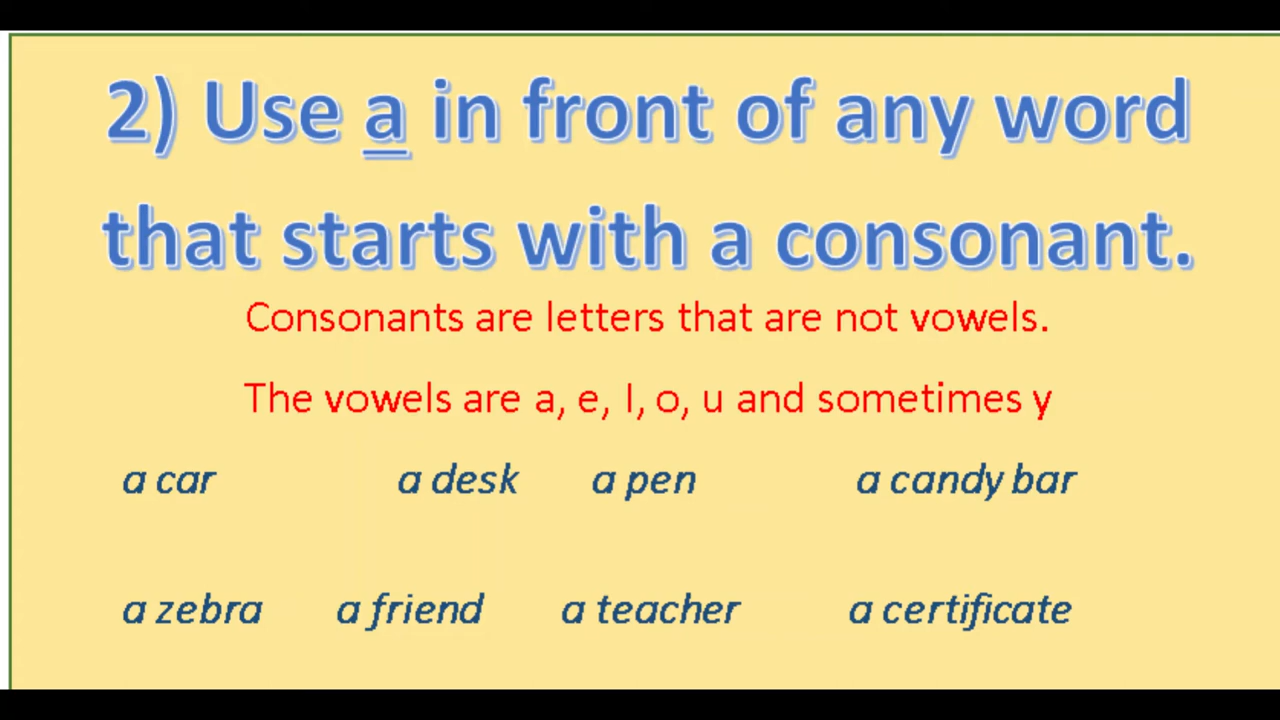 2) Use a in front of any word
that starts with a consonant.
Consonants are letters that are not vowels.
The vowels are a, e, I, o, u and sometimes y
a car a desk a pen a candy bar
a zebra a friend a teacher a certificate